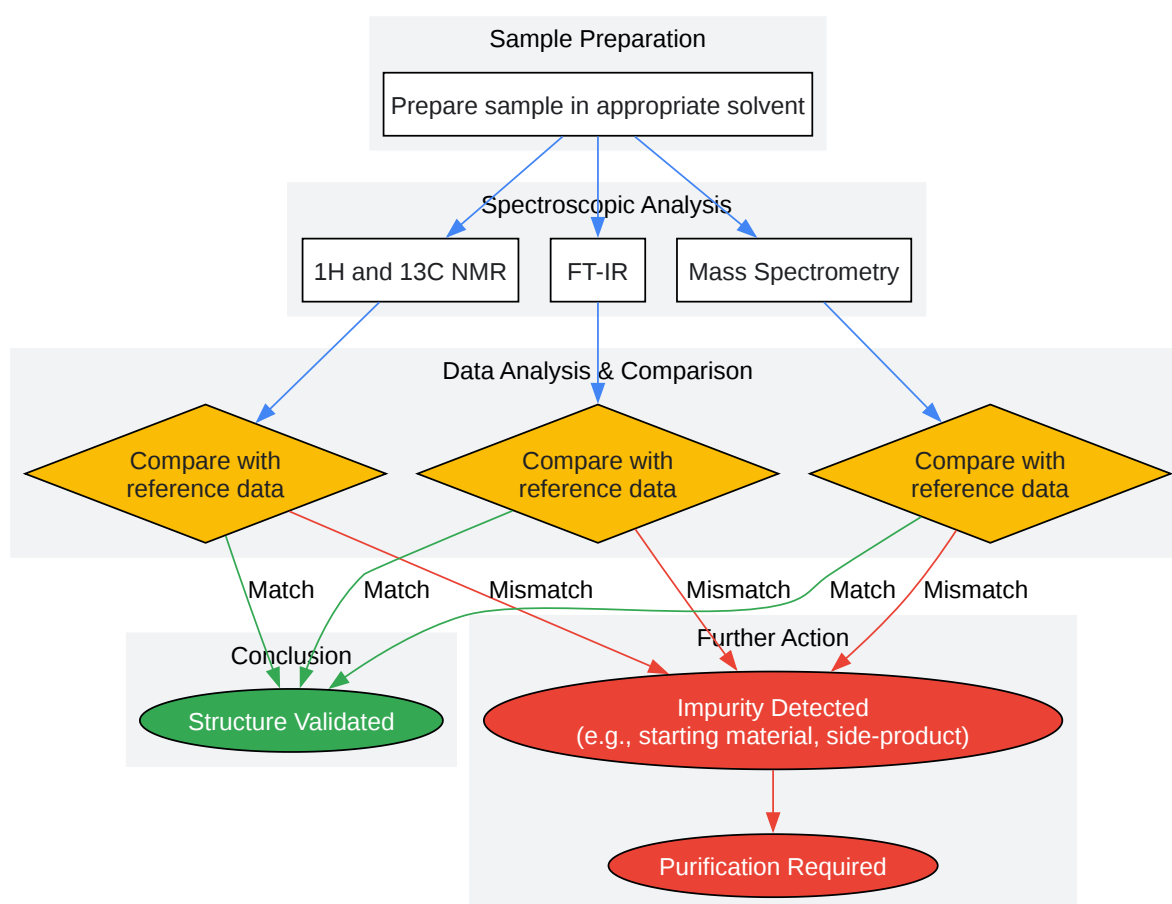 Sample Preparation
Prepare sample in appropriate solvent
Spectroscopic Analysis
1H and 13C NMR
FT-IR
Mass Spectrometry
Data Analysis & Comparison
Compare with
reference data
Compare with
reference data
Compare with
reference data
Match
Match
Mismatch
Mismatch
Match
Mismatch
Conclusion
Structure Validated
Further Action
Impurity Detected
(e.g., starting material, side-product)
Purification Required